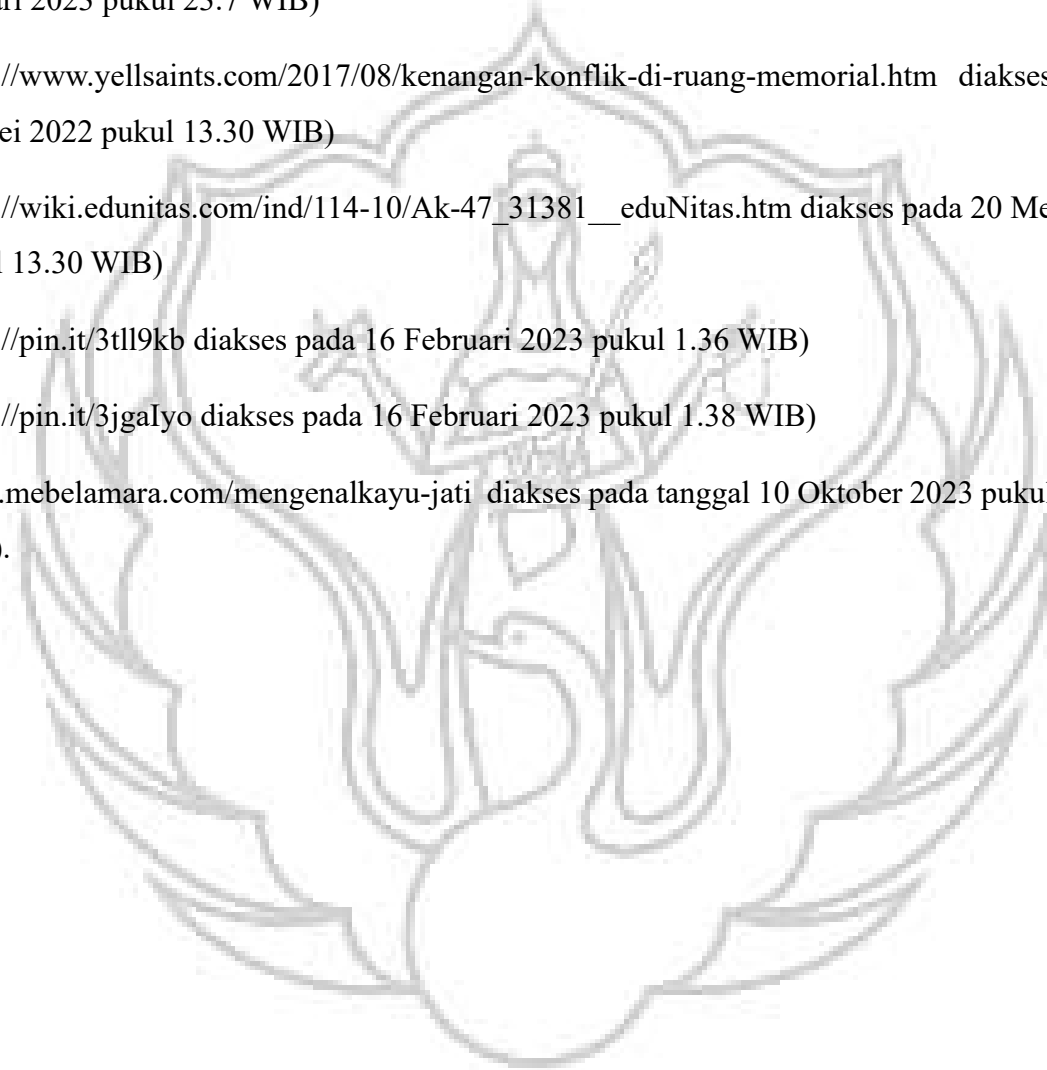 2023 pukul 23.7 WIB)
//www.yellsaints.com/2017/08/kenangan-konflik-di-ruang-memorial.htm diakses
ei 2022 pukul 13.30 WIB)
//wiki.edunitas.com/ind/114-10/Ak-47_31381__eduNitas.htm diakses pada 20 Me
13.30 WIB)
//pin.it/3tll9kb diakses pada 16 Februari 2023 pukul 1.36 WIB)
//pin.it/3jgaIyo diakses pada 16 Februari 2023 pukul 1.38 WIB)
.mebelamara.com/mengenalkayu-jati diakses pada tanggal 10 Oktober 2023 pukul
).